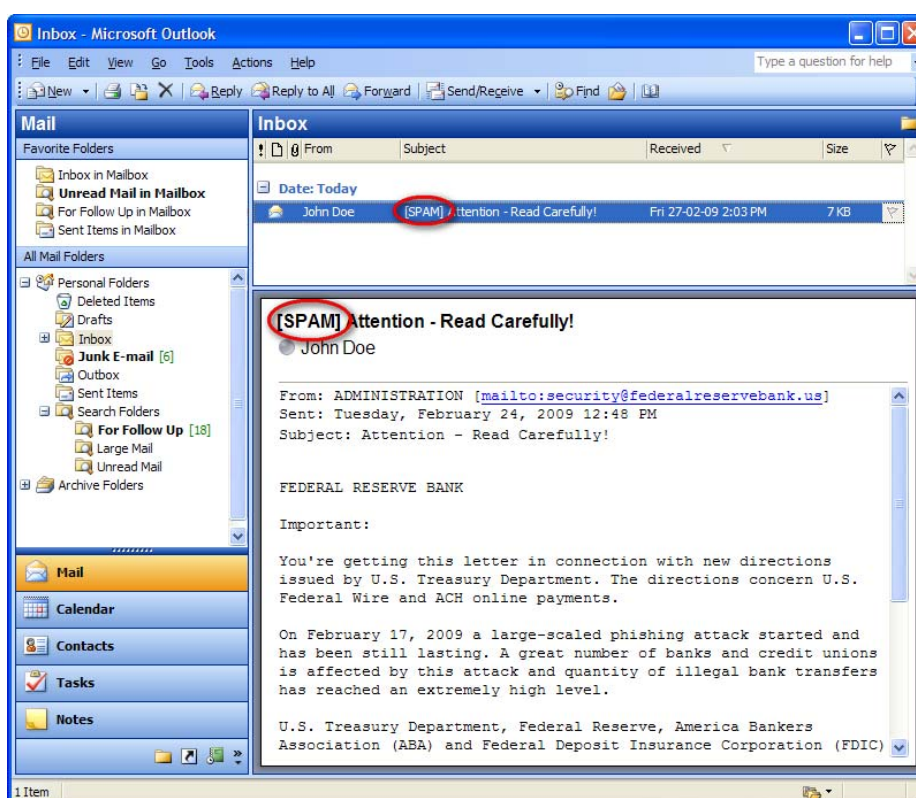 Inbox - Microsoft Outlook
File Edit View Go Tools Actions Help
Type a question for help
New Reply Reply to All Forward Send/Receive Find
Mail
Favorite Folders
Inbox in Mailbox
Unread Mail in Mailbox
For Follow Up in Mailbox
Sent Items in Mailbox
All Mail Folders
Personal Folders
Deleted Items
Drafts
Inbox
Junk E-mail [6]
Outbox
Sent Items
Search Folders
For Follow Up [18]
Large Mail
Unread Mail
Archive Folders
Mail
Calendar
Contacts
Tasks
Notes
Inbox
From Subject Received Size
Date: Today
John Doe [SPAM] Attention - Read Carefully! Fri 27-02-09 2:03 PM 7 KB
[SPAM] Attention - Read Carefully!
John Doe
From: ADMINISTRATION [mailto:security@federalreservebank.us]
Sent: Tuesday, February 24, 2009 12:48 PM
Subject: Attention - Read Carefully!
FEDERAL RESERVE BANK
Important:
You're getting this letter in connection with new directions
issued by U.S. Treasury Department. The directions concern U.S.
Federal Wire and ACH online payments.
On February 17, 2009 a large-scaled phishing attack started and
has been still lasting. A great number of banks and credit unions
is affected by this attack and quantity of illegal bank transfers
has reached an extremely high level.
U.S. Treasury Department, Federal Reserve, America Bankers
Association (ABA) and Federal Deposit Insurance Corporation (FDIC)
1 Item